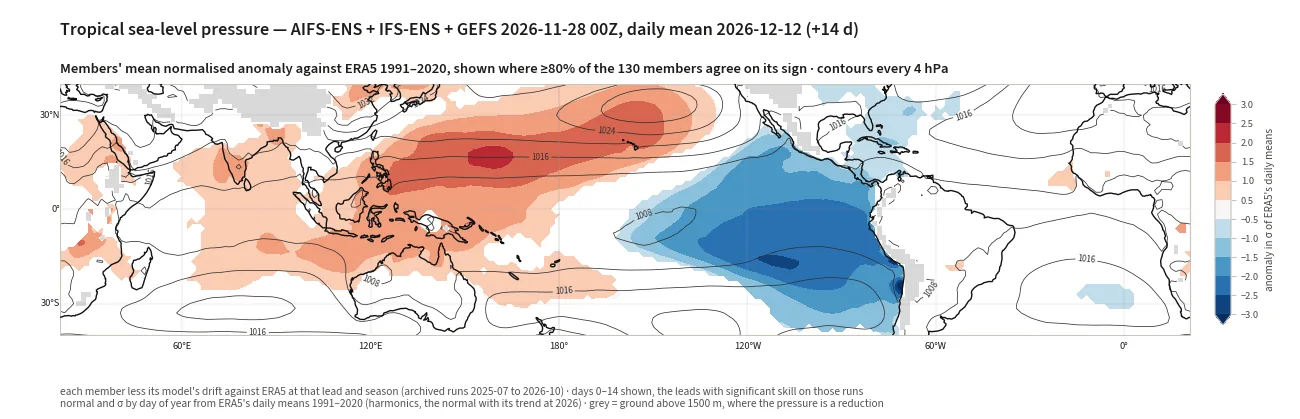 Tropical sea-level pressure — AIFS-ENS + IFS-ENS + GEFS 2026-11-28 00Z, daily mean 2026-12-12 (+14 d)
Members' mean normalised anomaly against ERA5 1991–2020, shown where ≥80% of the 130 members agree on its sign · contours every 4 hPa
30°N
0°
30°S
60°E
120°E
180°
120°W
60°W
0°
1016
1024
1016
1008
1008
1016
1016
1016
1016
1008
1016
1016
3.0
2.5
2.0
1.5
1.0
0.5
−0.5
−1.0
−1.5
−2.0
−2.5
−3.0
anomaly in σ of ERA5's daily means
each member less its model's drift against ERA5 at that lead and season (archived runs 2025-07 to 2026-10) · days 0–14 shown, the leads with significant skill on those runs
normal and σ by day of year from ERA5's daily means 1991–2020 (harmonics, the normal with its trend at 2026) · grey = ground above 1500 m, where the pressure is a reduction